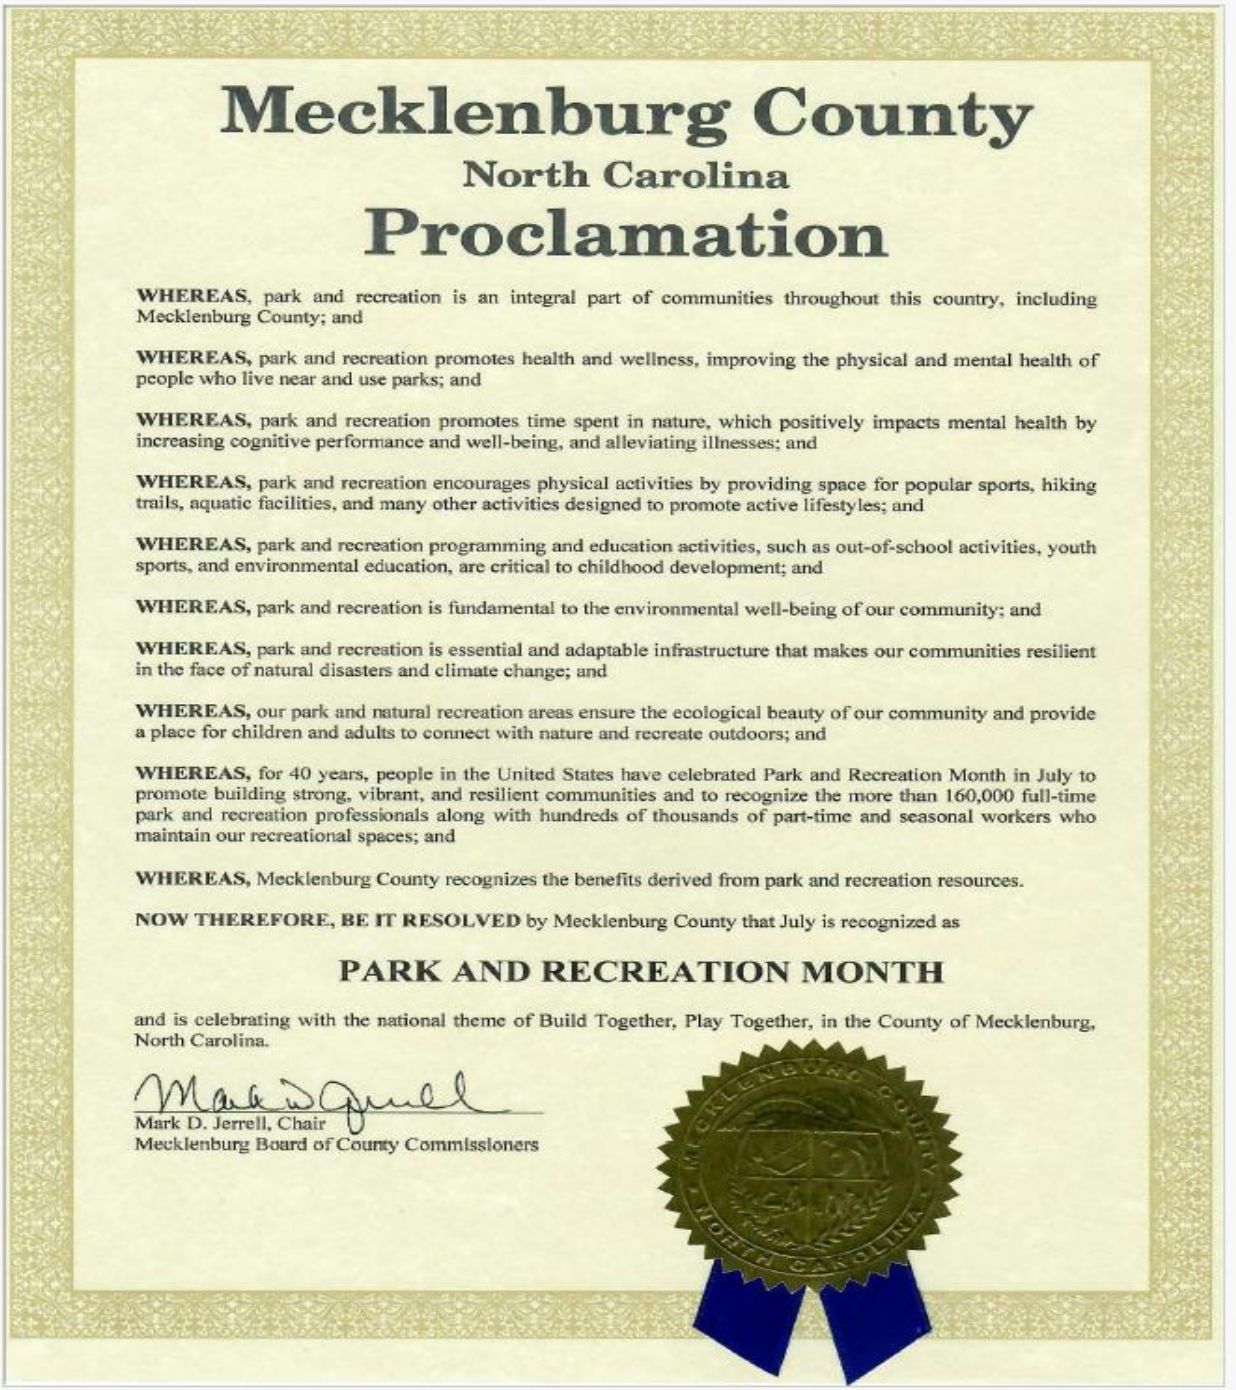 Mecklenburg County
North Carolina
Proclamation
WHEREAS, park and recreation is an integral part of communities throughout this country, including
Mecklenburg County; and
WHEREAS, park and recreation promotes health and wellness, improving the physical and mental health of
people who live near and use parks; and
WHEREAS, park and recreation promotes time spent in nature, which positively impacts mental health by
increasing cognitive performance and well-being, and alleviating illnesses; and
WHEREAS, park and recreation encourages physical activities by providing space for popular sports, hiking
trails, aquatic facilities, and many other activities designed to promote active lifestyles; and
WHEREAS, park and recreation programming and education activities, such as out-of-school activities, youth
sports, and environmental education, are critical to childhood development; and
WHEREAS, park and recreation is fundamental to the environmental well-being of our community; and
WHEREAS, park and recreation is essential and adaptable infrastructure that makes our communities resilient
in the face of natural disasters and climate change; and
WHEREAS, our park and natural recreation areas ensure the ecological beauty of our community and provide
a place for children and adults to connect with nature and recreate outdoors; and
WHEREAS, for 40 years, people in the United States have celebrated Park and Recreation Month in July to
promote building strong, vibrant, and resilient communities and to recognize the more than 160,000 full-time
park and recreation professionals along with hundreds of thousands of part-time and seasonal workers who
maintain our recreational spaces; and
WHEREAS, Mecklenburg County recognizes the benefits derived from park and recreation resources.
NOW THEREFORE, BE IT RESOLVED by Mecklenburg County that July is recognized as
PARK AND RECREATION MONTH
and is celebrating with the national theme of Build Together, Play Together, in the County of Mecklenburg,
North Carolina.
Mark D Jerrell
Mark D. Jerrell, Chair
Mecklenburg Board of County Commissioners
MECKLENBURG COUNTY
NORTH CAROLINA